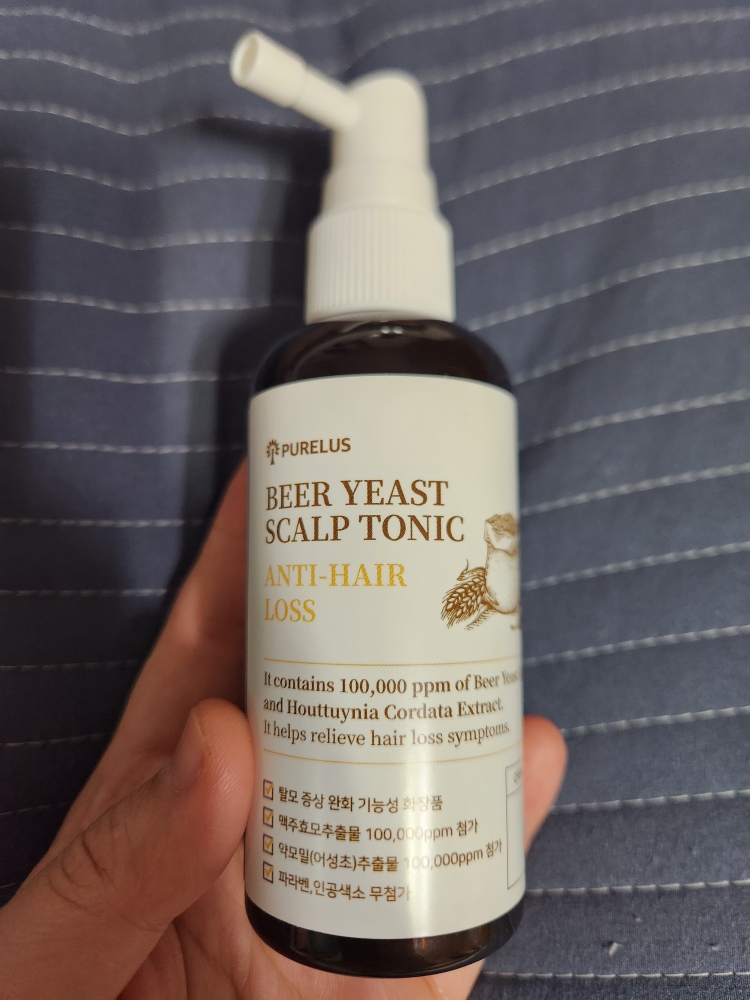 PURELUS
BEER YEAST
SCALP TONIC
ANTI-HAIR
LOSS
It contains 100,000 ppm of Beer
and Houttuynia Cordata Extract.
It helps relieve hair loss symptoms.
탈모 증상 완화 기능성 화장품
맥주효모추출물 100,000ppm 첨가
약모밀(어성초)추출물 100,000ppm 첨가
파라벤,인공색소 무첨가